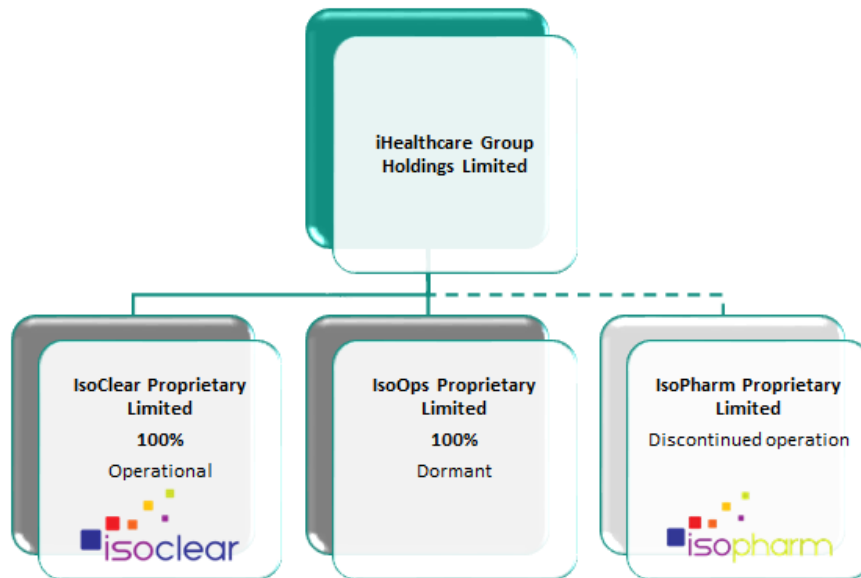 iHealthcare Group
Holdings Limited
IsoClear Proprietary
Limited
100%
Operational
isoclear
IsoOps Proprietary
Limited
100%
Dormant
IsoPharm Proprietary
Limited
Discontinued operation
isopharm